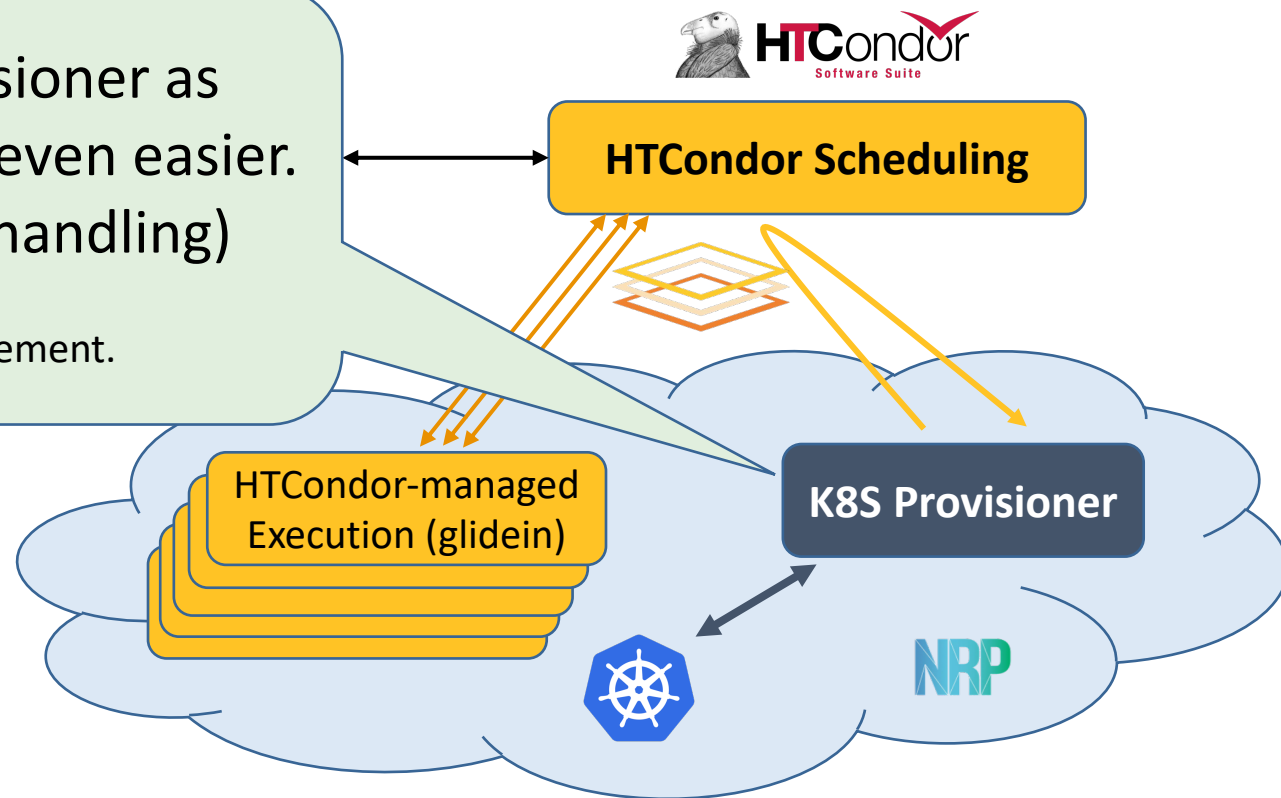 HTCondor
Software Suite
sioner as
even easier.
handling)
ement.
HTCondor Scheduling
HTCondor-managed
Execution (glidein)
K8S Provisioner
NRP